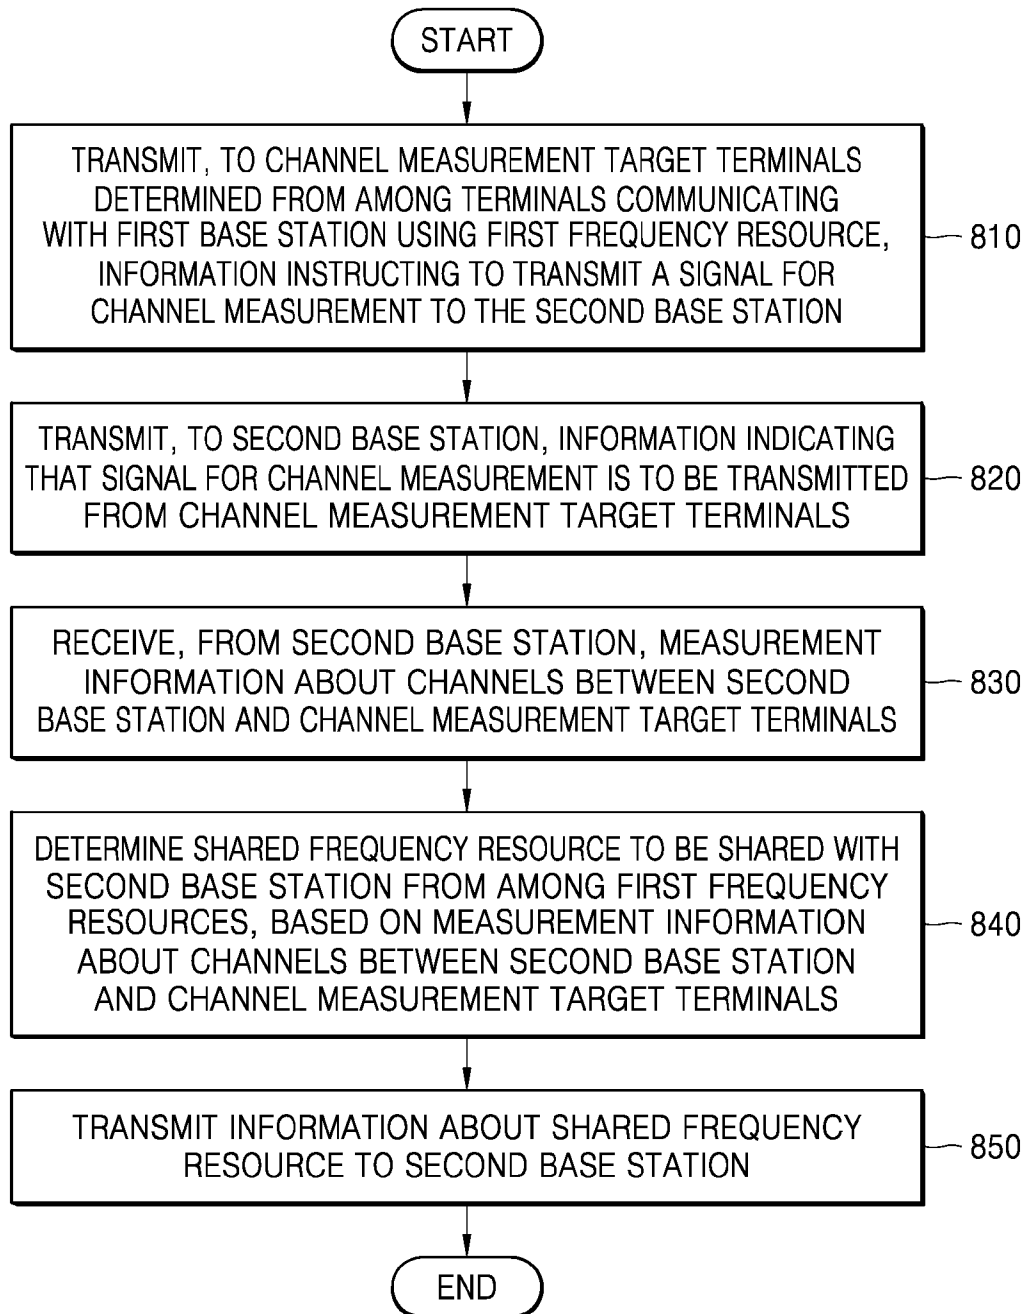 START
TRANSMIT, TO CHANNEL MEASUREMENT TARGET TERMINALS
DETERMINED FROM AMONG TERMINALS COMMUNICATING
WITH FIRST BASE STATION USING FIRST FREQUENCY RESOURCE,
INFORMATION INSTRUCTING TO TRANSMIT A SIGNAL FOR
CHANNEL MEASUREMENT TO THE SECOND BASE STATION
810
TRANSMIT, TO SECOND BASE STATION, INFORMATION INDICATING
THAT SIGNAL FOR CHANNEL MEASUREMENT IS TO BE TRANSMITTED
FROM CHANNEL MEASUREMENT TARGET TERMINALS
820
RECEIVE, FROM SECOND BASE STATION, MEASUREMENT
INFORMATION ABOUT CHANNELS BETWEEN SECOND
BASE STATION AND CHANNEL MEASUREMENT TARGET TERMINALS
830
DETERMINE SHARED FREQUENCY RESOURCE TO BE SHARED WITH
SECOND BASE STATION FROM AMONG FIRST FREQUENCY
RESOURCES, BASED ON MEASUREMENT INFORMATION
ABOUT CHANNELS BETWEEN SECOND BASE STATION
AND CHANNEL MEASUREMENT TARGET TERMINALS
840
TRANSMIT INFORMATION ABOUT SHARED FREQUENCY
RESOURCE TO SECOND BASE STATION
850
END